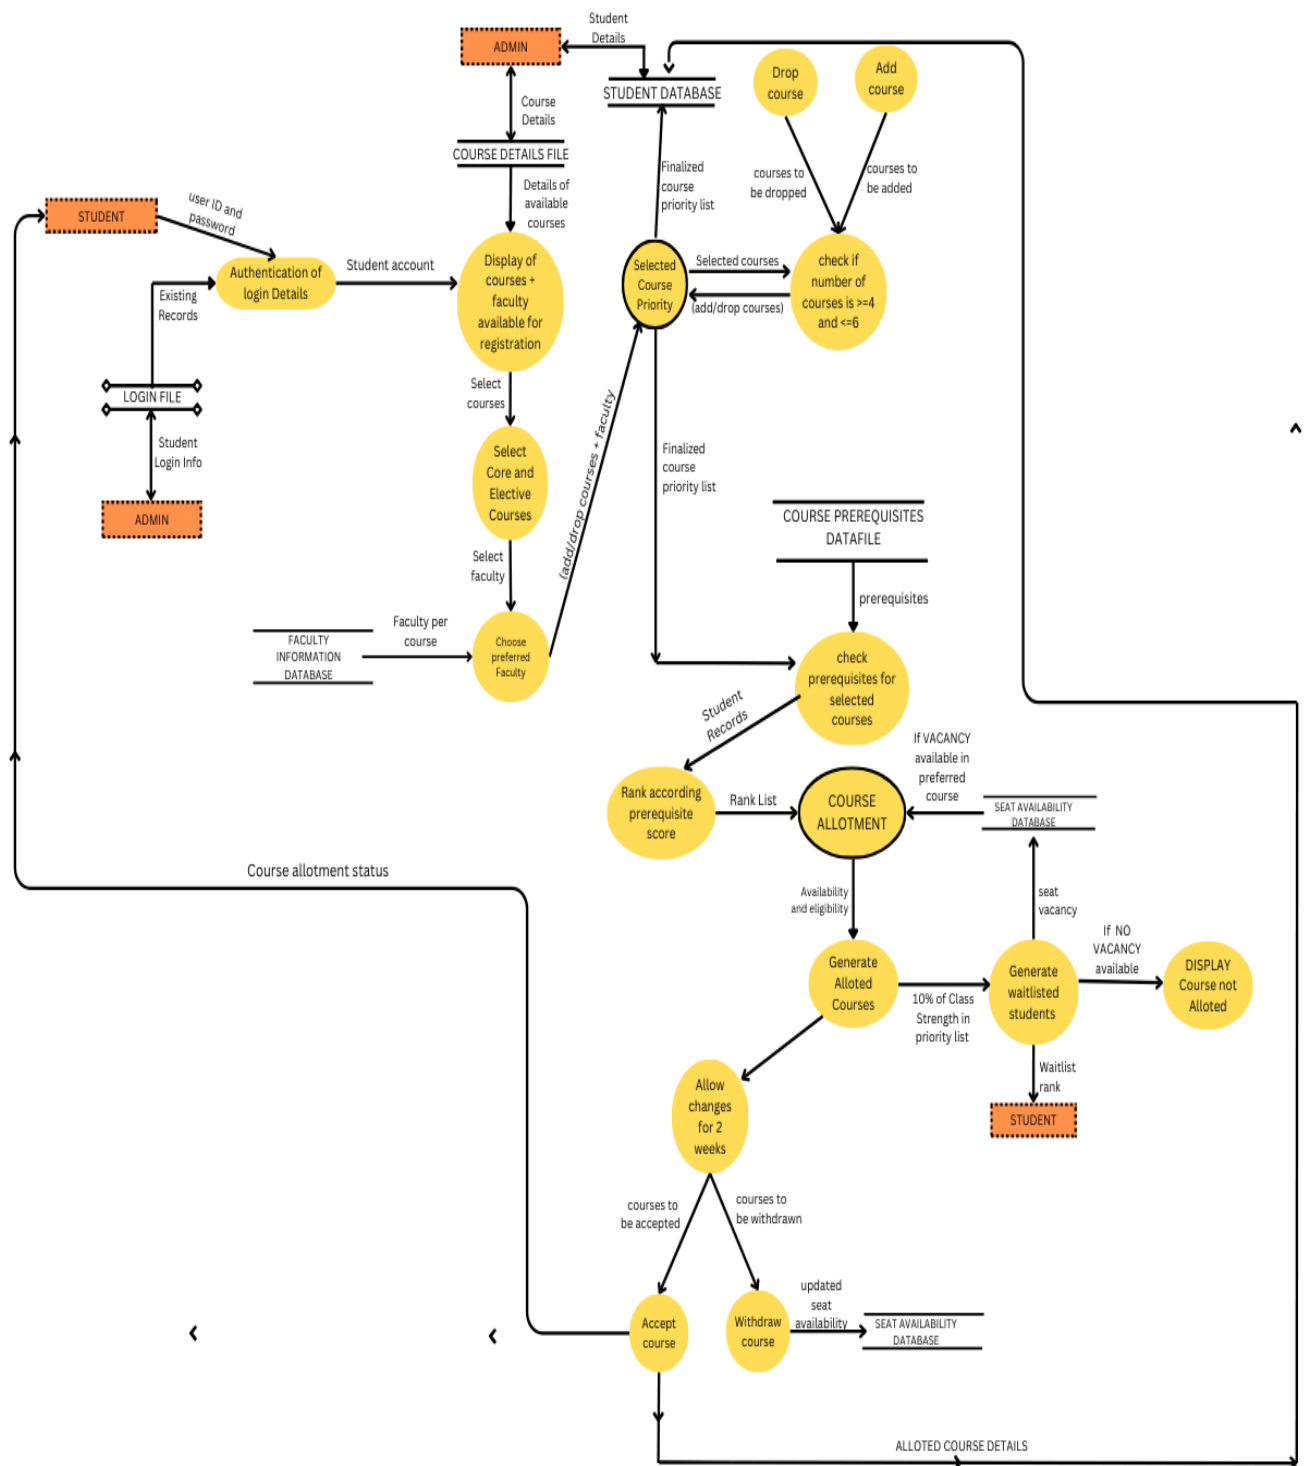 Student
Details
ADMIN
Drop
course
Add
course
STUDENT DATABASE
Course
Details
COURSE DETAILS FILE
Finalized
course
priority list
courses to
be dropped
courses to
be added
Details of
available
courses
user ID and
password
STUDENT
Authentication of
login Details
Student account
Display of
courses +
faculty
available for
registration
Selected
Course
Priority
Selected courses
(add/drop courses)
check if
number of
courses is >=4
and <=6
Existing
Records
LOGIN FILE
Student
Login Info
ADMIN
Select
courses
Select
Core and
Elective
Courses
(add/drop courses + faculty
Finalized
course
priority list
COURSE PREREQUISITES
DATAFILE
prerequisites
Select
faculty
FACULTY
INFORMATION
DATABASE
Faculty per
course
Choose
preferred
Faculty
check
prerequisites for
selected
courses
Student
Records
If VACANCY
available in
preferred
course
Rank according
prerequisite
score
Rank List
COURSE
ALLOTMENT
SEAT AVAILABILITY
DATABASE
Course allotment status
Availability
and eligibility
seat
vacancy
If NO
VACANCY
available
Generate
Alloted
Courses
10% of Class
Strength in
priority list
Generate
waitlisted
students
DISPLAY
Course not
Alloted
Waitlist
rank
STUDENT
Allow
changes
for 2
weeks
courses to
be accepted
courses to
be withdrawn
Accept
course
Withdraw
course
updated
seat
availability
SEAT AVAILABILITY
DATABASE
ALLOTED COURSE DETAILS